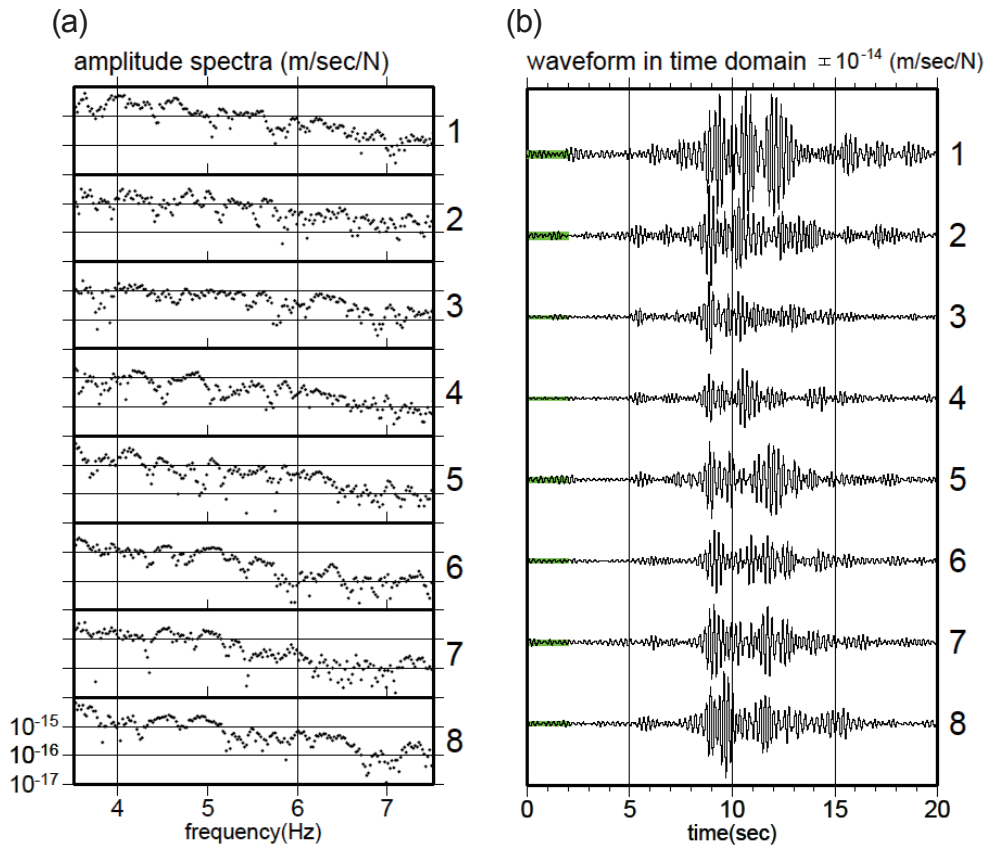 (a)
amplitude spectra (m/sec/N)
1
2
3
4
5
6
7
8
10⁻¹⁵
10⁻¹⁶
10⁻¹⁷
4 5 6 7
frequency(Hz)
(b)
waveform in time domain ⌶ 10⁻¹⁴ (m/sec/N)
1
2
3
4
5
6
7
8
0 5 10 15 20
time(sec)